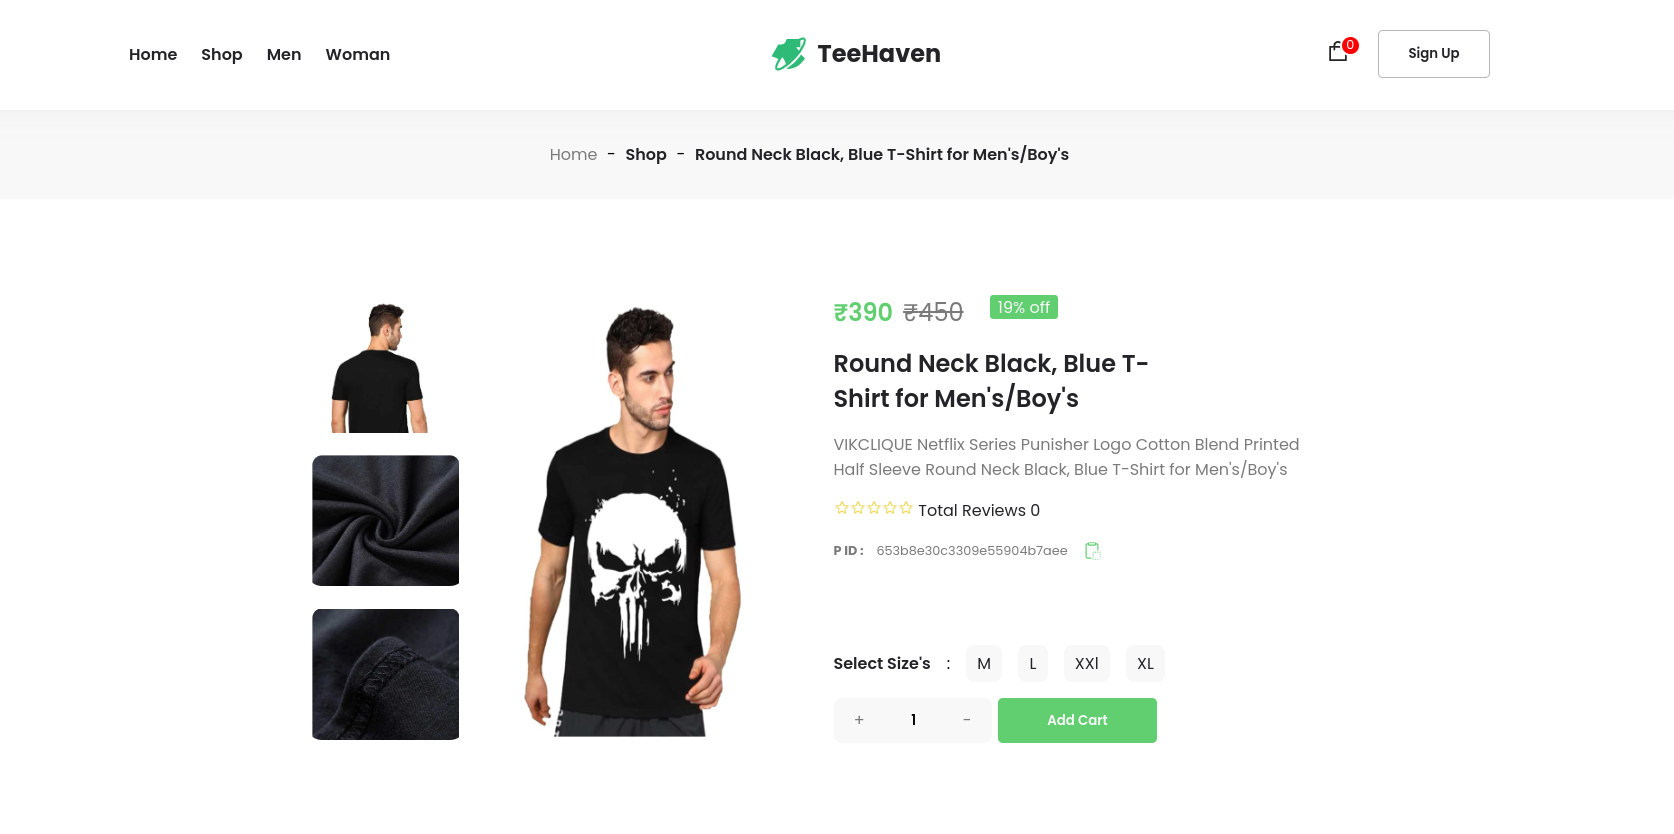 Home Shop Men Woman
TeeHaven
0
Sign Up
Home - Shop - Round Neck Black, Blue T-Shirt for Men's/Boy's
₹390 ₹450 19% off
Round Neck Black, Blue T-
Shirt for Men's/Boy's
VIKCLIQUE Netflix Series Punisher Logo Cotton Blend Printed
Half Sleeve Round Neck Black, Blue T-Shirt for Men's/Boy's
Total Reviews 0
P ID : 653b8e30c3309e55904b7aee
Select Size's : M L XXl XL
+ 1 - Add Cart